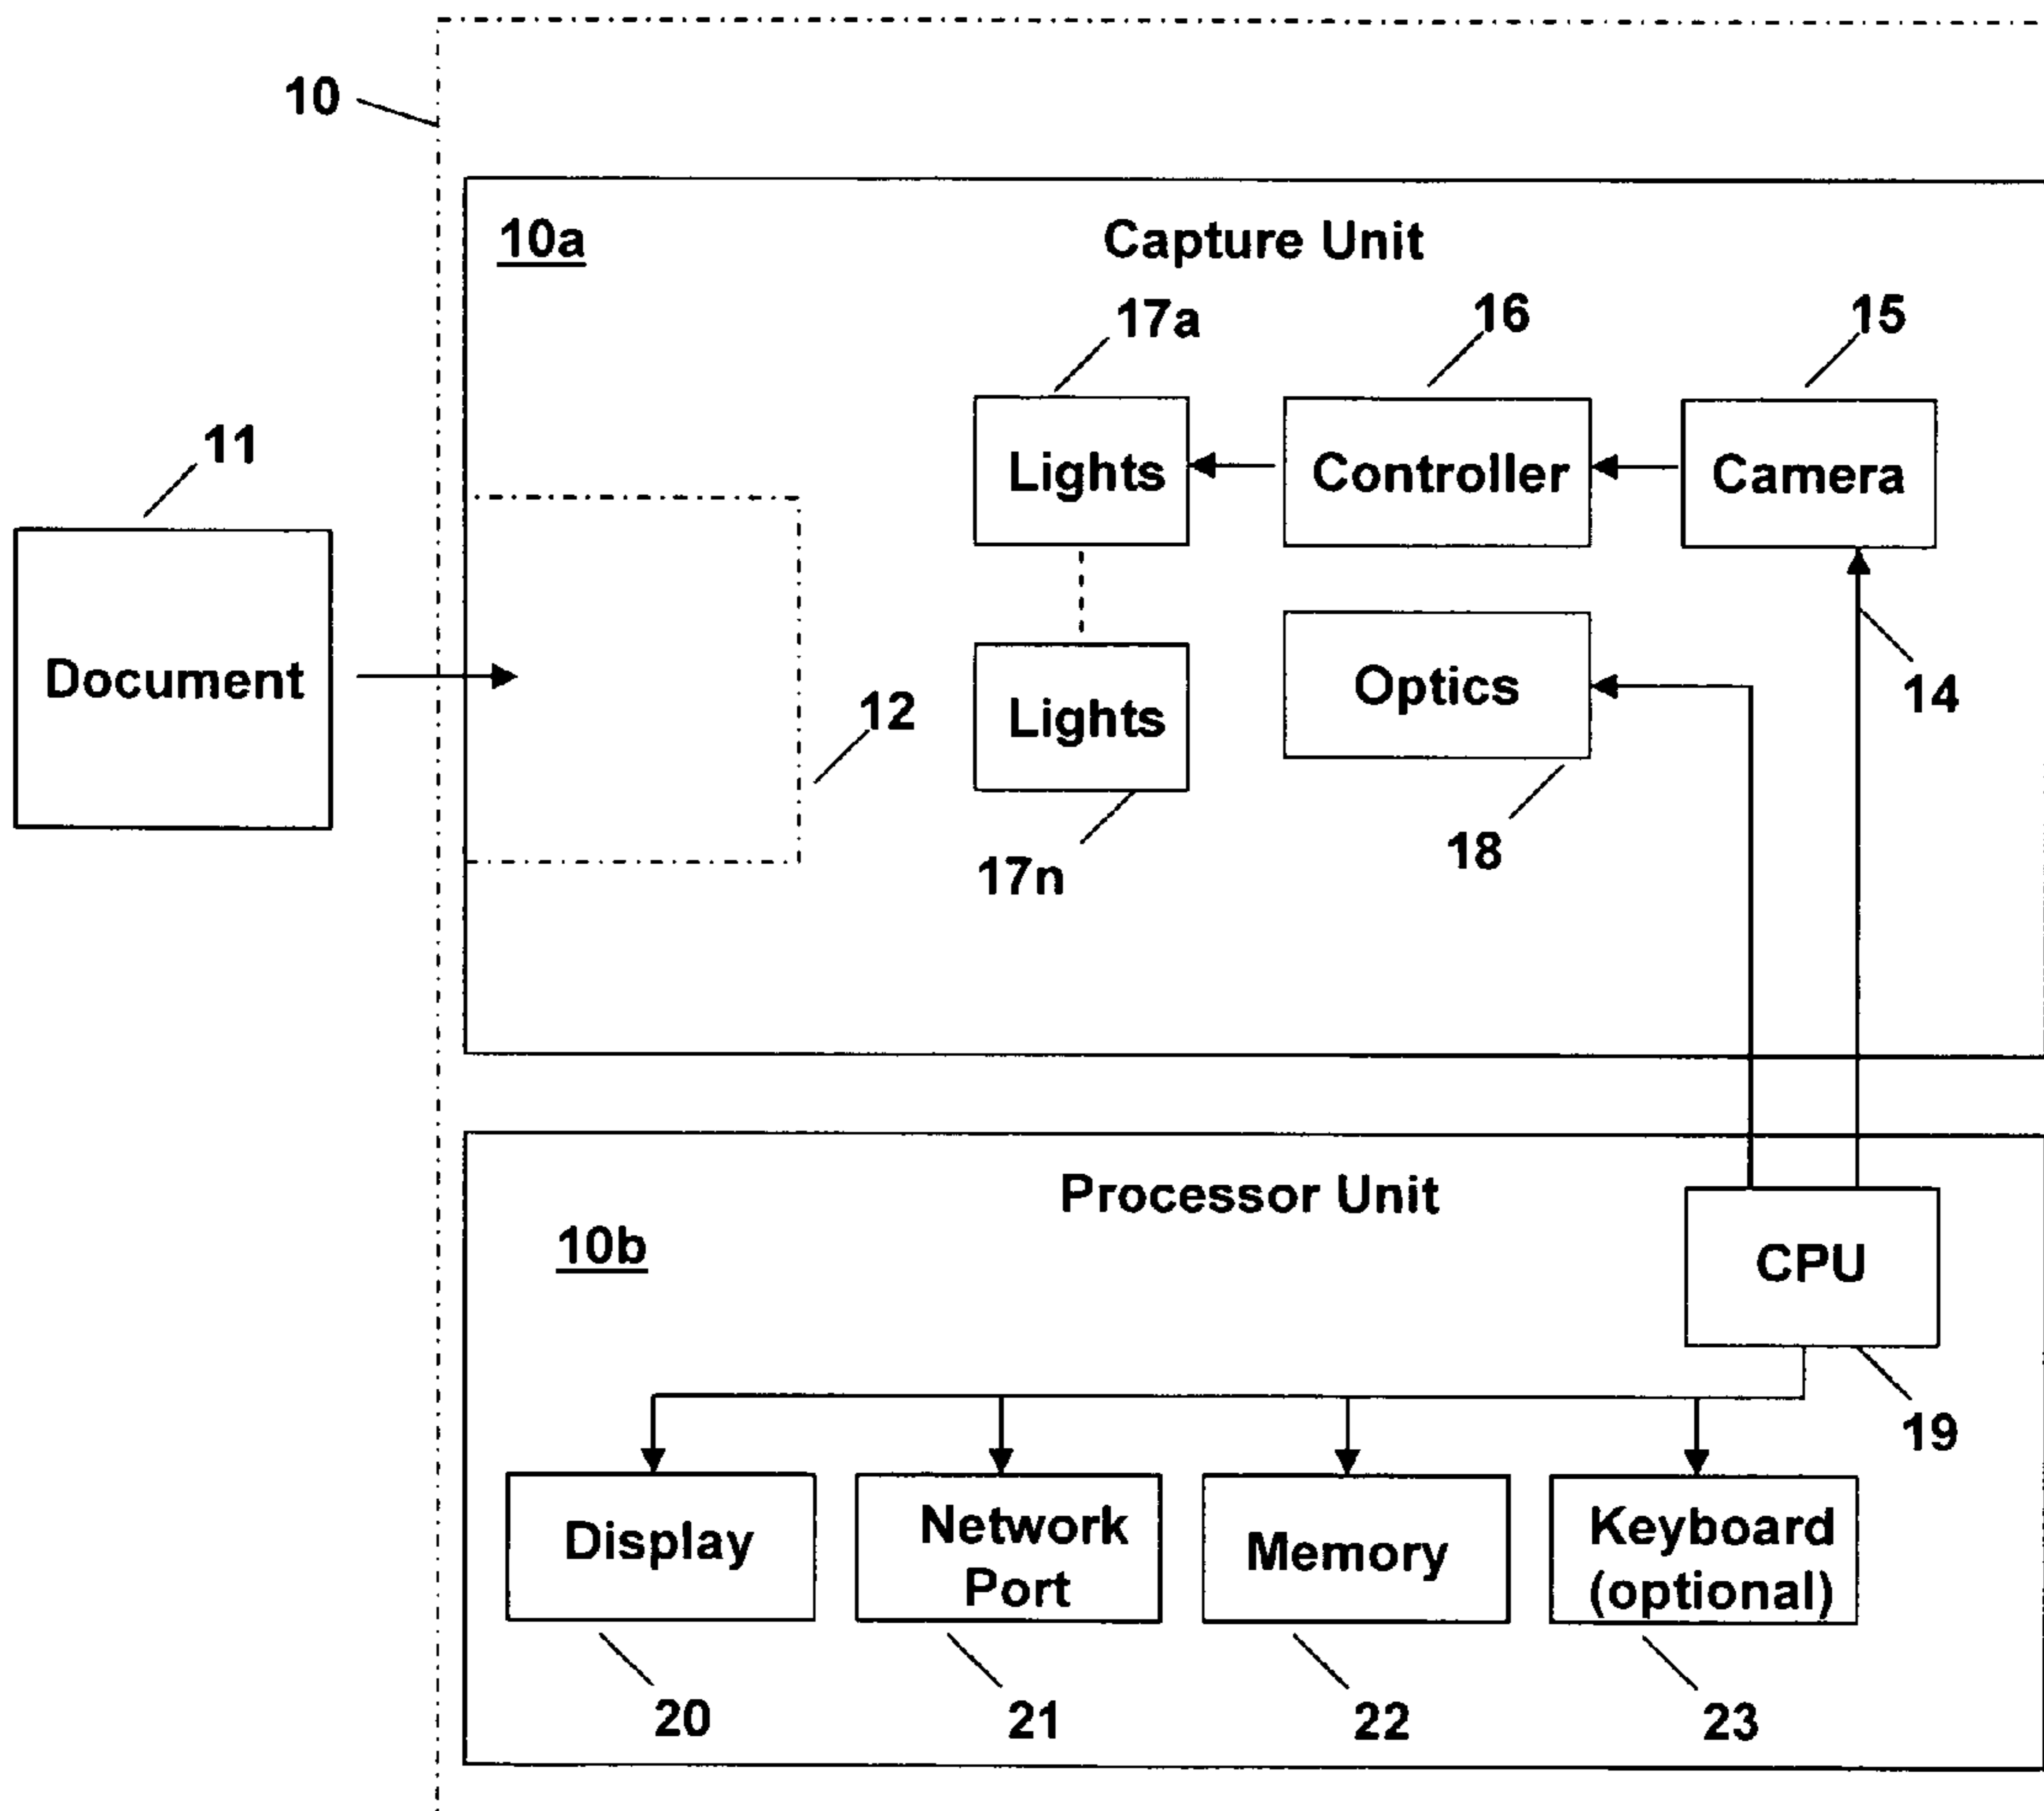 10
10a
Capture Unit
17a
16
15
11
Lights
Controller
Camera
Document
12
Lights
Optics
14
17n
18
Processor Unit
10b
CPU
19
Display
Network
Port
Memory
Keyboard
(optional)
20
21
22
23